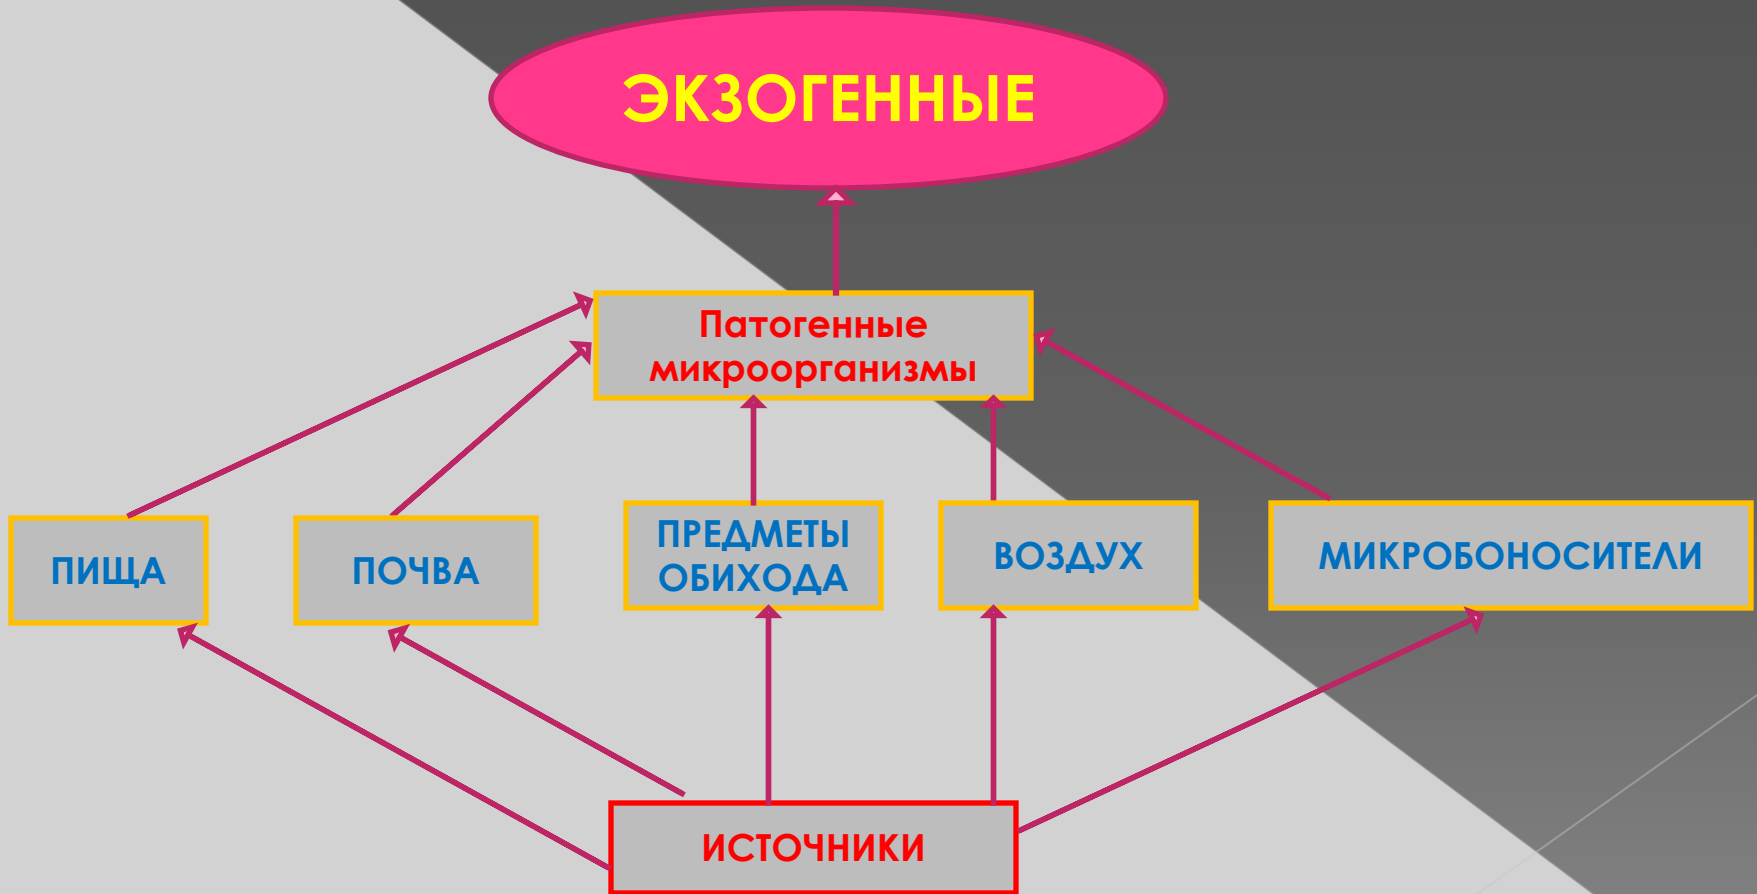 ЭКЗОГЕННЫЕ
Патогенные
микроорганизмы
ПИЩА
ПОЧВА
ПРЕДМЕТЫ
ОБИХОДА
ВОЗДУХ
МИКРОБОНОСИТЕЛИ
ИСТОЧНИКИ